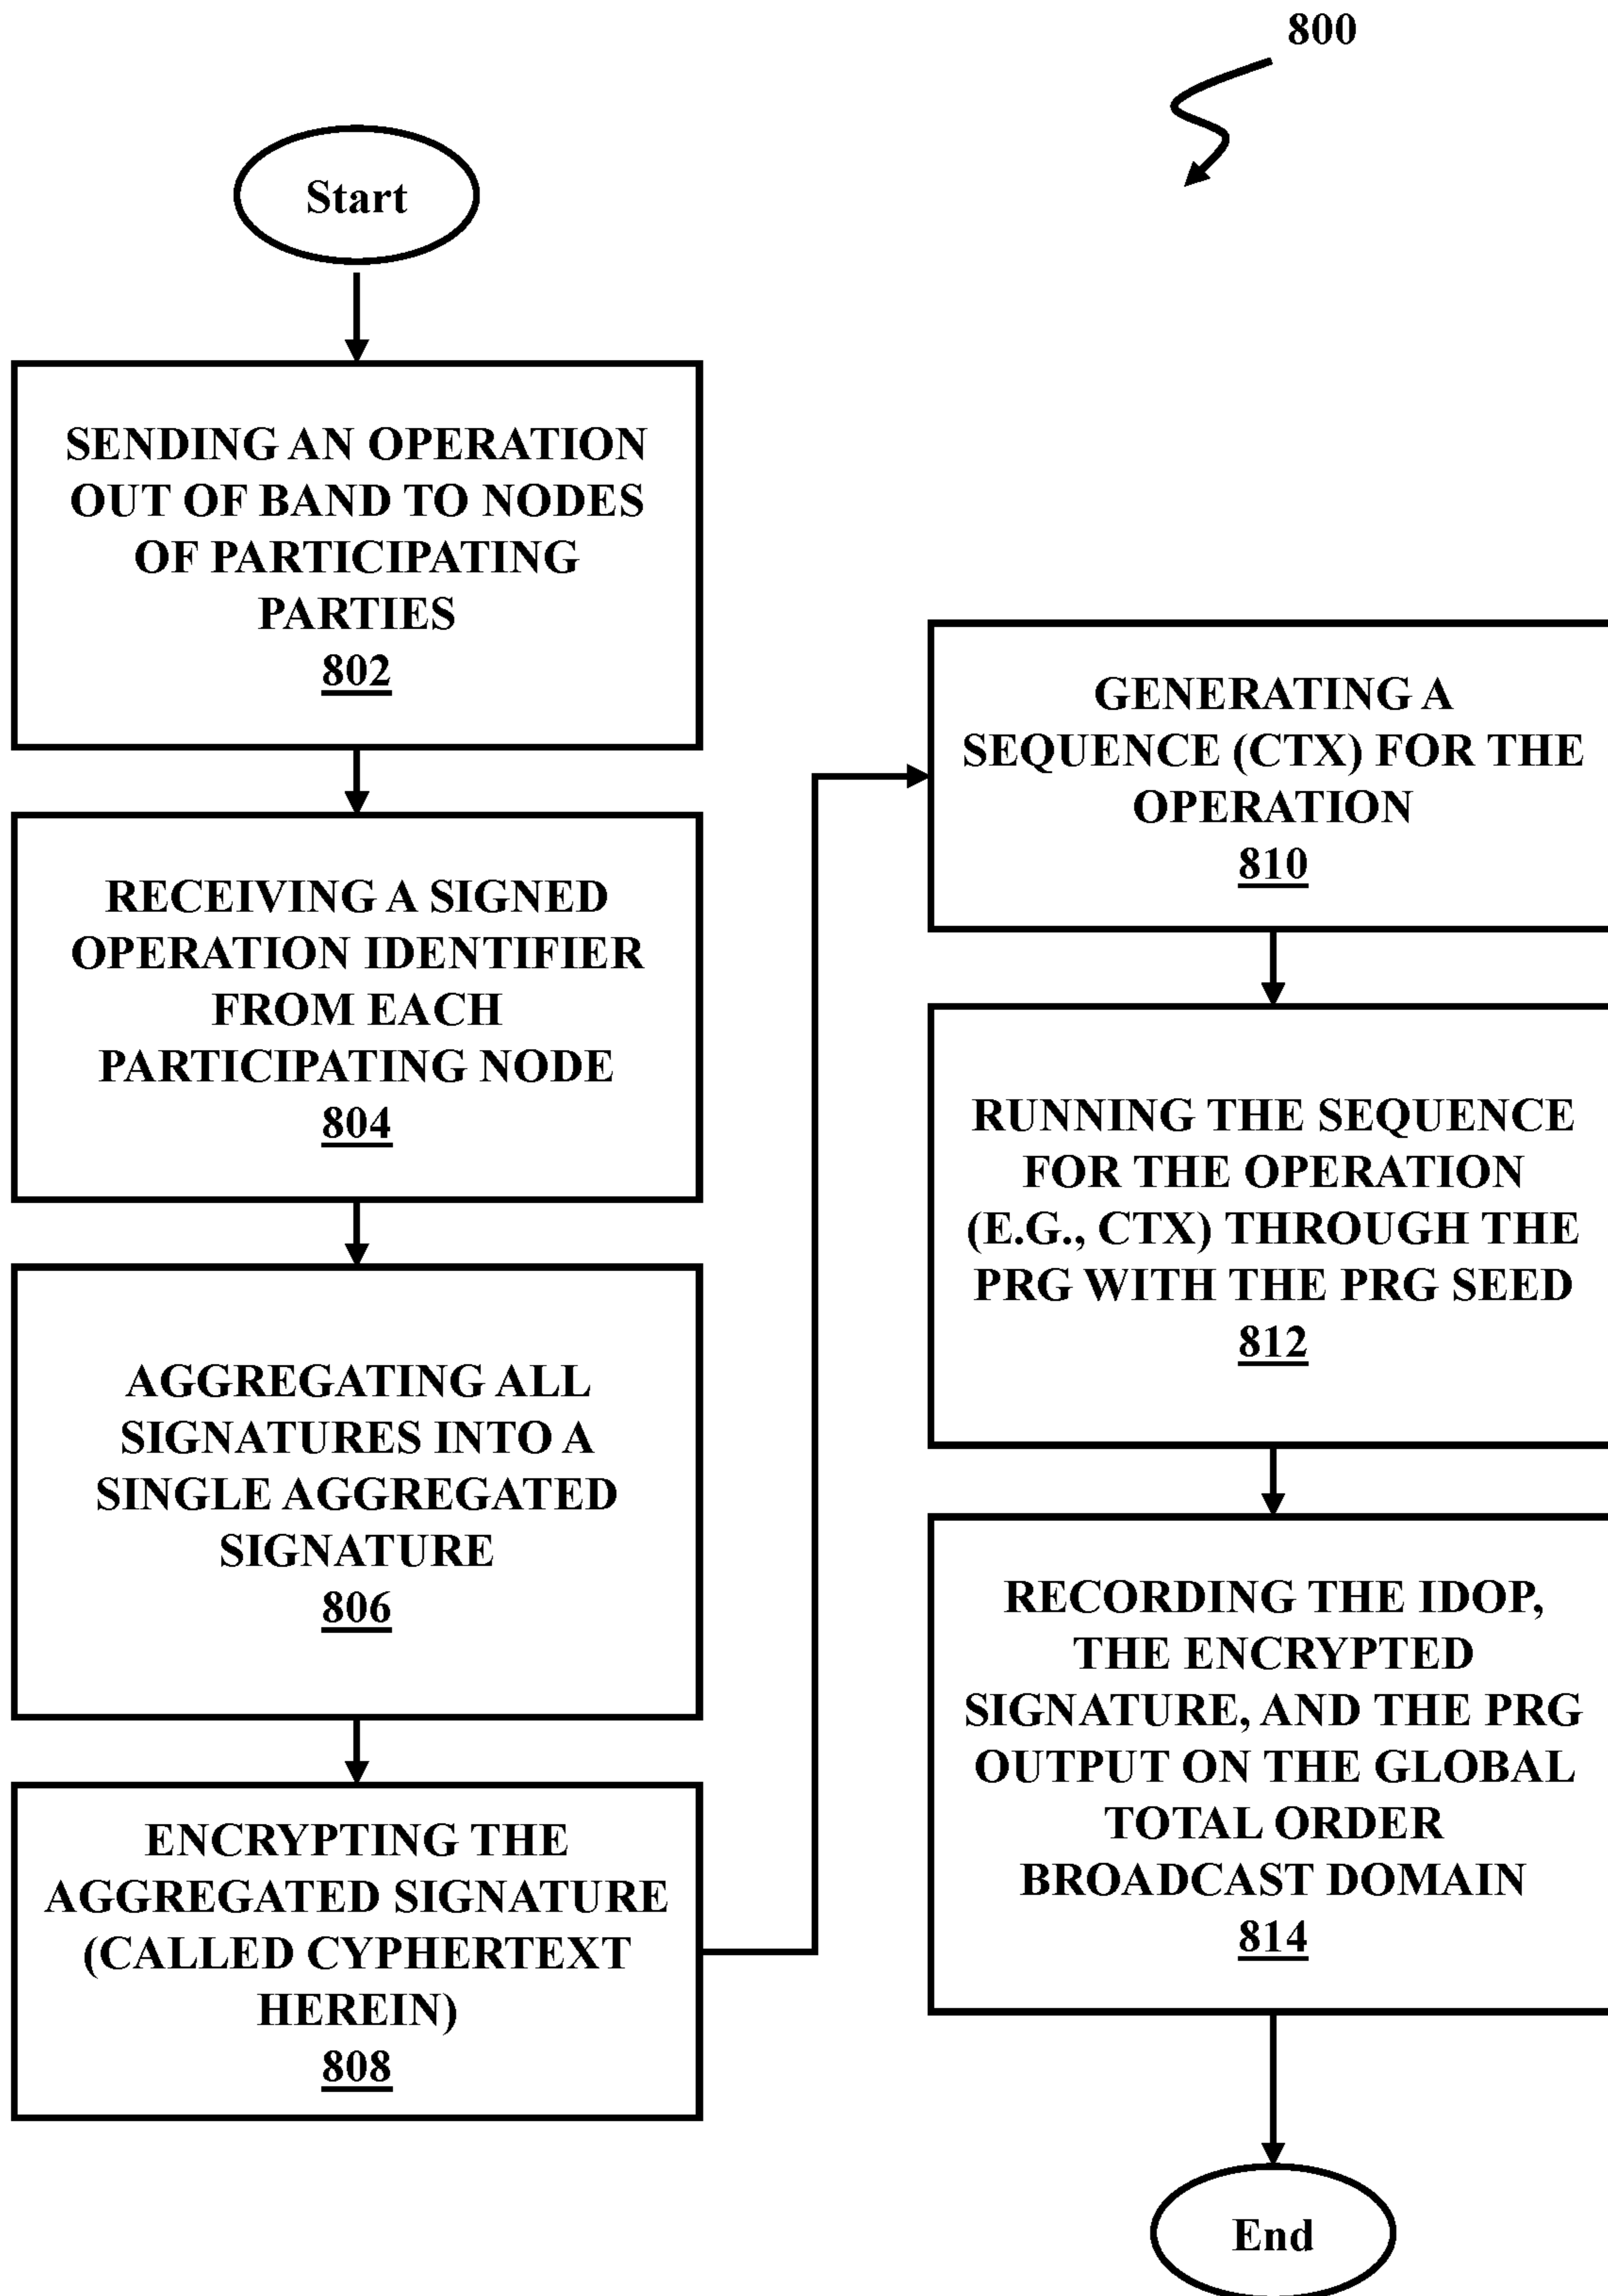 800
Start
SENDING AN OPERATION
OUT OF BAND TO NODES
OF PARTICIPATING
PARTIES
802
RECEIVING A SIGNED
OPERATION IDENTIFIER
FROM EACH
PARTICIPATING NODE
804
AGGREGATING ALL
SIGNATURES INTO A
SINGLE AGGREGATED
SIGNATURE
806
ENCRYPTING THE
AGGREGATED SIGNATURE
(CALLED CYPHERTEXT
HEREIN)
808
GENERATING A
SEQUENCE (CTX) FOR THE
OPERATION
810
RUNNING THE SEQUENCE
FOR THE OPERATION
(E.G., CTX) THROUGH THE
PRG WITH THE PRG SEED
812
RECORDING THE IDOP,
THE ENCRYPTED
SIGNATURE, AND THE PRG
OUTPUT ON THE GLOBAL
TOTAL ORDER
BROADCAST DOMAIN
814
End